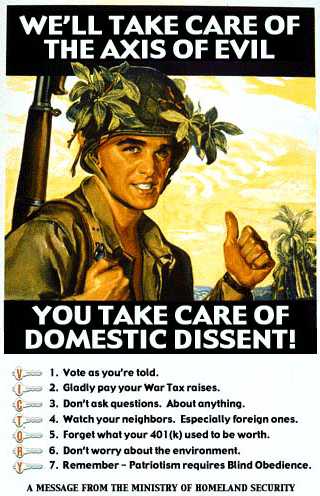 WE'LL TAKE CARE OF
THE AXIS OF EVIL
YOU TAKE CARE OF
DOMESTIC DISSENT!
V 1. Vote as you're told.
I 2. Gladly pay your War Tax raises.
C 3. Don't ask questions. About anything.
T 4. Watch your neighbors. Especially foreign ones.
O 5. Forget what your 401(k) used to be worth.
R 6. Don't worry about the environment.
Y 7. Remember – Patriotism requires Blind Obedience.
A MESSAGE FROM THE MINISTRY OF HOMELAND SECURITY